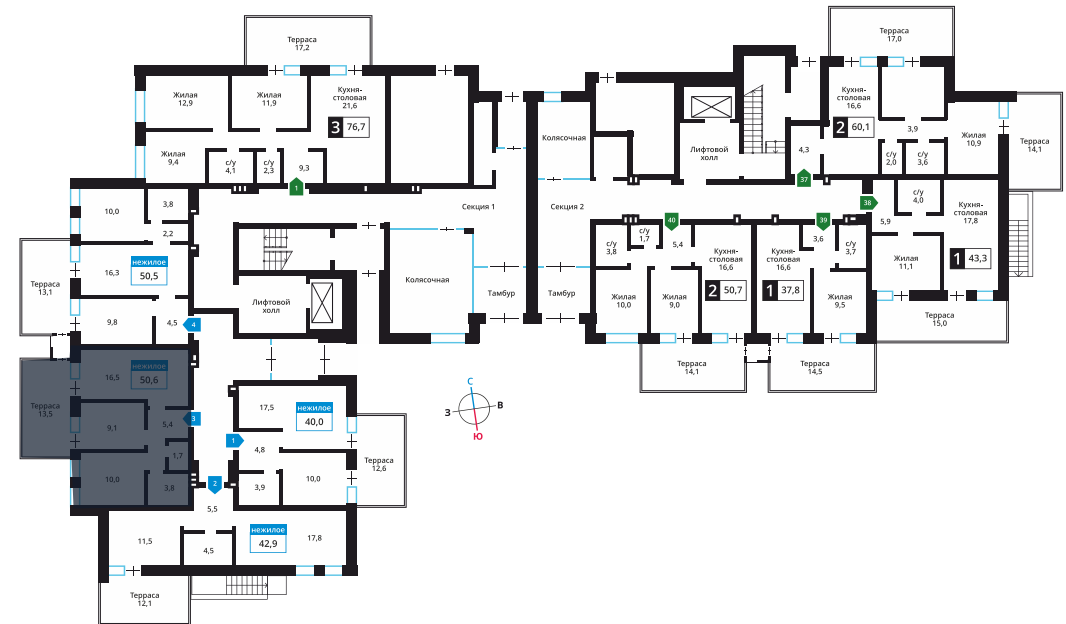 Терраса
17,2
Терраса
17,0
Жилая
12,9
Жилая
11,9
Кухня-
столовая
21,6
3 76,7
Жилая
9,4
с/у
4,1
с/у
2,3
9,3
1
Колясочная
Лифтовой
холл
Кухня-
столовая
16,6
2 60,1
4,3
3,9
с/у
2,0
с/у
3,6
Жилая
10,9
Терраса
14,1
37
38
10,0
3,8
2,2
Секция 1
Секция 2
40
39
с/у
4,0
5,9
Кухня-
столовая
17,8
1 43,3
Жилая
11,1
16,3
нежилое
50,5
Терраса
13,1
9,8
4,5
4
Лифтовой
холл
Колясочная
Тамбур
Тамбур
с/у
3,8
с/у
1,7
5,4
Кухня-
столовая
16,6
2 50,7
Жилая
10,0
Жилая
9,0
Кухня-
столовая
16,6
1 37,8
3,6
с/у
3,7
Жилая
9,5
Терраса
15,0
Терраса
14,1
Терраса
14,5
16,5
нежилое
50,6
Терраса
13,5
9,1
5,4
3
1,7
10,0
3,8
17,5
нежилое
40,0
1
4,8
3,9
10,0
Терраса
12,6
С
З
В
Ю
2
5,5
11,5
4,5
нежилое
42,9
17,8
Терраса
12,1